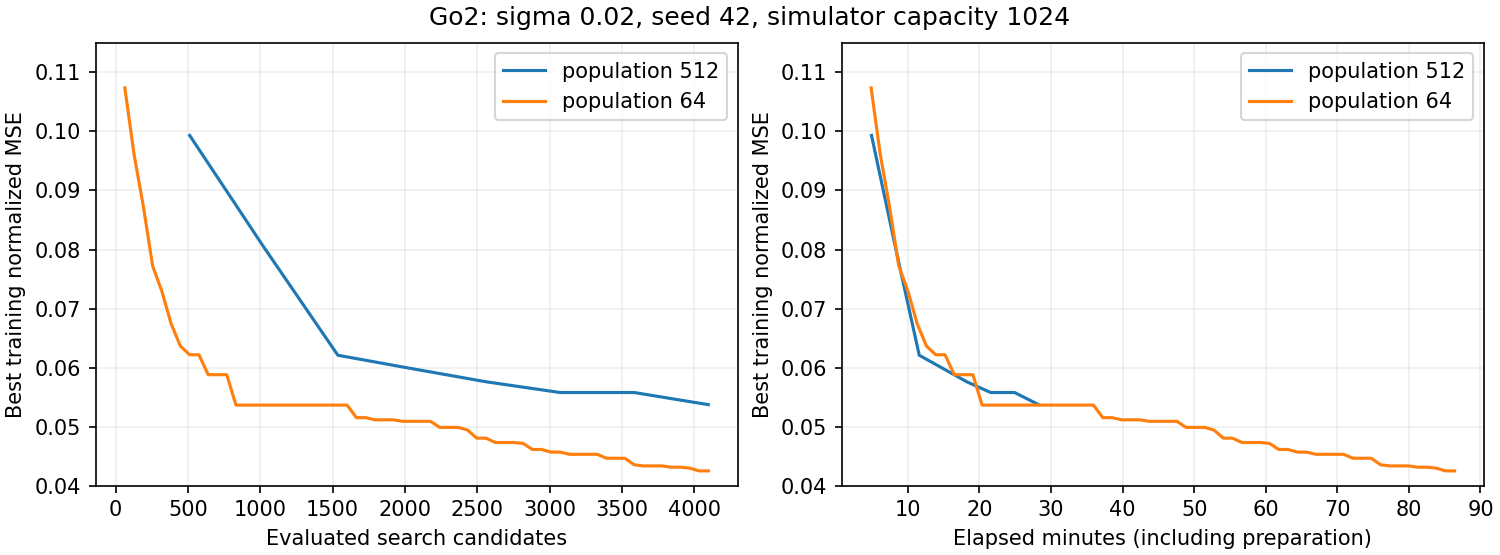 Go2: sigma 0.02, seed 42, simulator capacity 1024
Best training normalized MSE
0.11
0.10
0.09
0.08
0.07
0.06
0.05
0.04
population 512
population 64
0 500 1000 1500 2000 2500 3000 3500 4000
Evaluated search candidates
Best training normalized MSE
0.11
0.10
0.09
0.08
0.07
0.06
0.05
0.04
population 512
population 64
10 20 30 40 50 60 70 80 90
Elapsed minutes (including preparation)